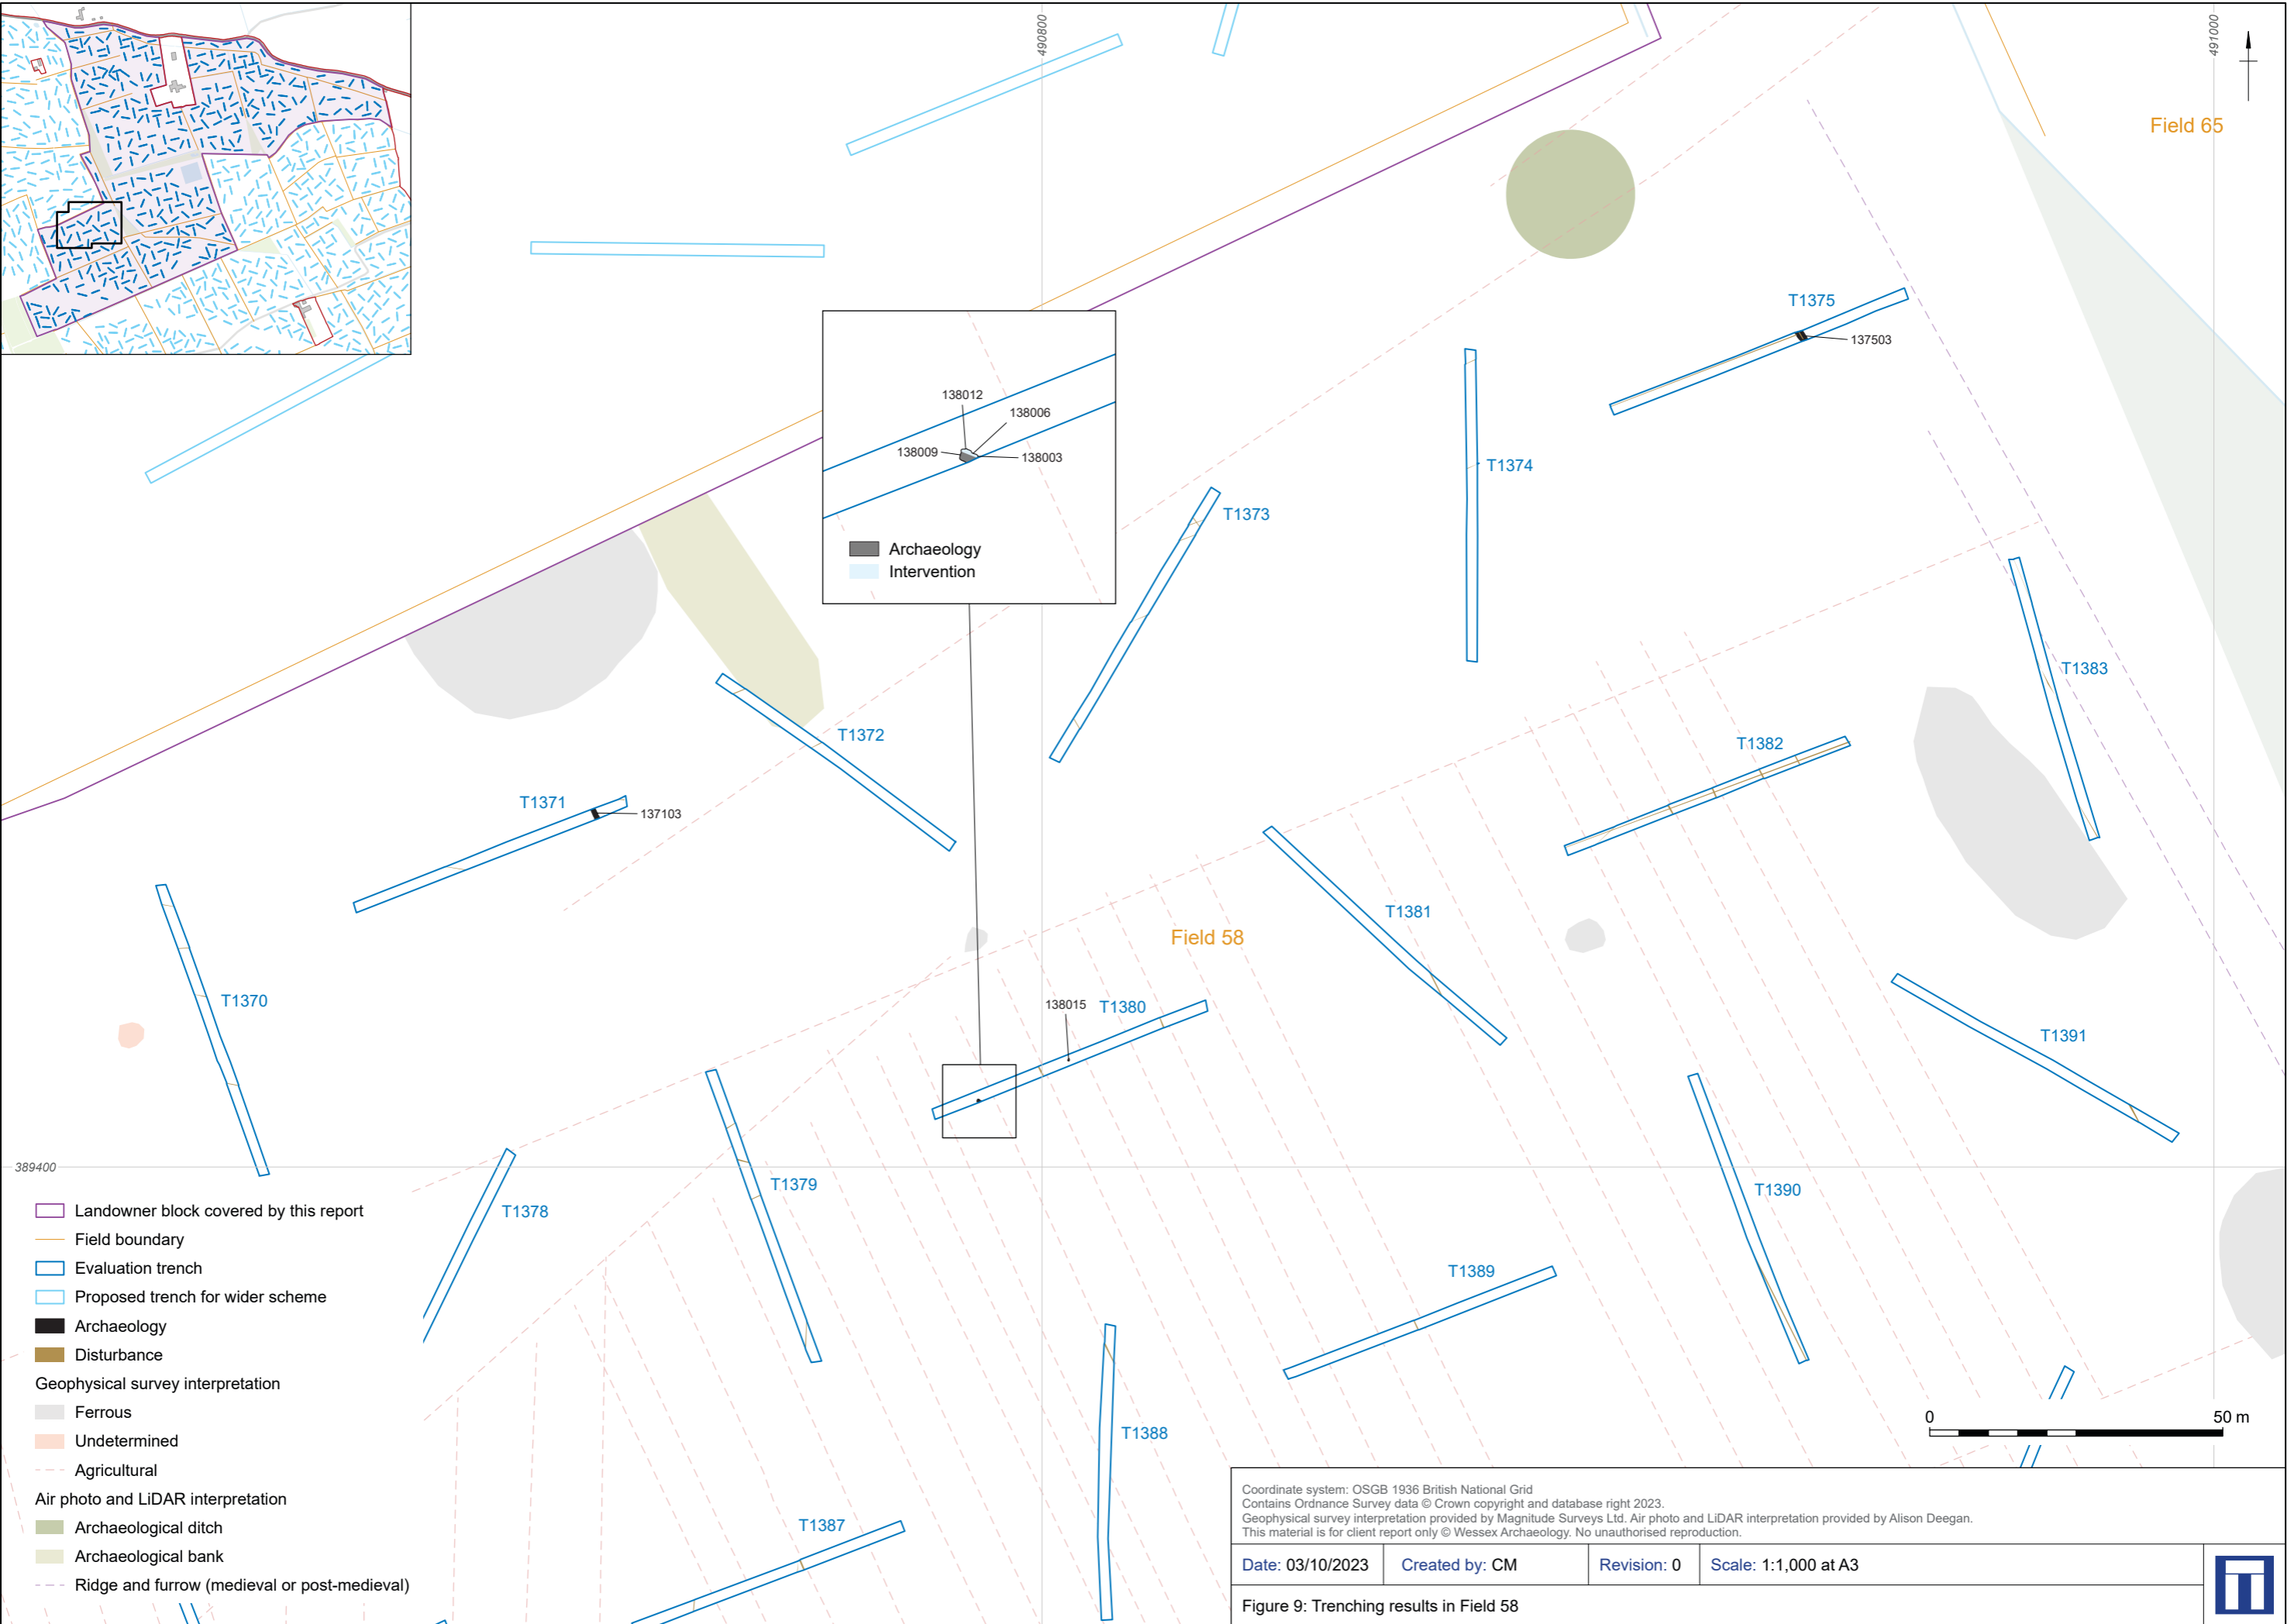 490800
491000
Field 65
T1375
137503
138012
138006
138009
138003
Archaeology
Intervention
T1374
T1373
T1383
T1372
T1382
T1371
137103
T1381
Field 58
T1370
138015
T1380
T1391
389400
T1379
T1390
T1378
T1389
T1388
T1387
Landowner block covered by this report
Field boundary
Evaluation trench
Proposed trench for wider scheme
Archaeology
Disturbance
Geophysical survey interpretation
Ferrous
Undetermined
Agricultural
Air photo and LiDAR interpretation
Archaeological ditch
Archaeological bank
Ridge and furrow (medieval or post-medieval)
0 50 m
Coordinate system: OSGB 1936 British National Grid
Contains Ordnance Survey data © Crown copyright and database right 2023.
Geophysical survey interpretation provided by Magnitude Surveys Ltd. Air photo and LiDAR interpretation provided by Alison Deegan.
This material is for client report only © Wessex Archaeology. No unauthorised reproduction.
Date: 03/10/2023 Created by: CM Revision: 0 Scale: 1:1,000 at A3
Figure 9: Trenching results in Field 58